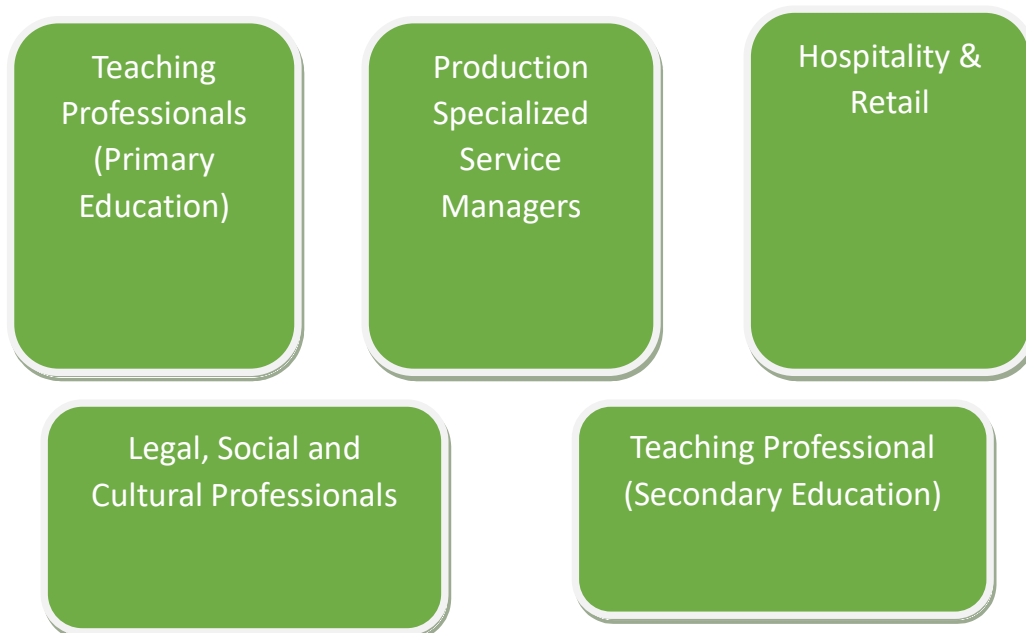 Teaching
Professionals
(Primary
Education)
Production
Specialized
Service
Managers
Hospitality &
Retail
Legal, Social and
Cultural Professionals
Teaching Professional
(Secondary Education)